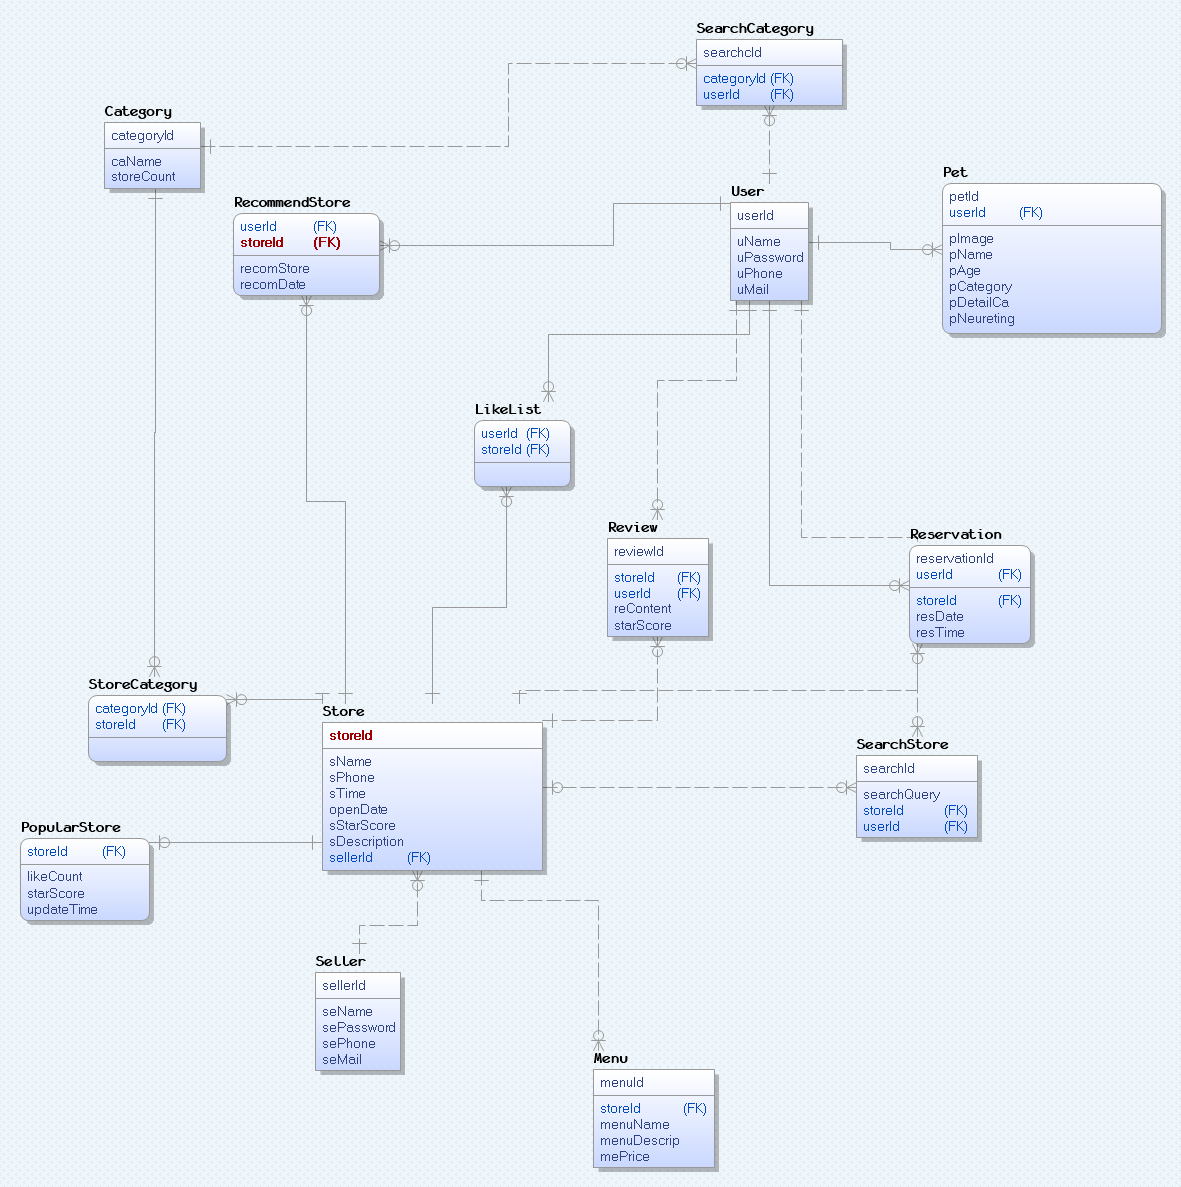 SearchCategory
searchcId
categoryId (FK)
userId (FK)
Category
categoryId
caName
storeCount
RecommendStore
userId (FK)
storeId (FK)
recomStore
recomDate
User
userId
uName
uPassword
uPhone
uMail
Pet
petId
userId (FK)
pImage
pName
pAge
pCategory
pDetailCa
pNeureting
LikeList
userId (FK)
storeId (FK)
Review
reviewId
storeId (FK)
userId (FK)
reContent
starScore
Reservation
reservationId
userId (FK)
storeId (FK)
resDate
resTime
StoreCategory
categoryId (FK)
storeId (FK)
Store
storeId
sName
sPhone
sTime
openDate
sStarScore
sDescription
sellerId (FK)
SearchStore
searchId
searchQuery
storeId (FK)
userId (FK)
PopularStore
storeId (FK)
likeCount
starScore
updateTime
Seller
sellerId
seName
sePassword
sePhone
seMail
Menu
menuId
storeId (FK)
menuName
menuDescrip
mePrice